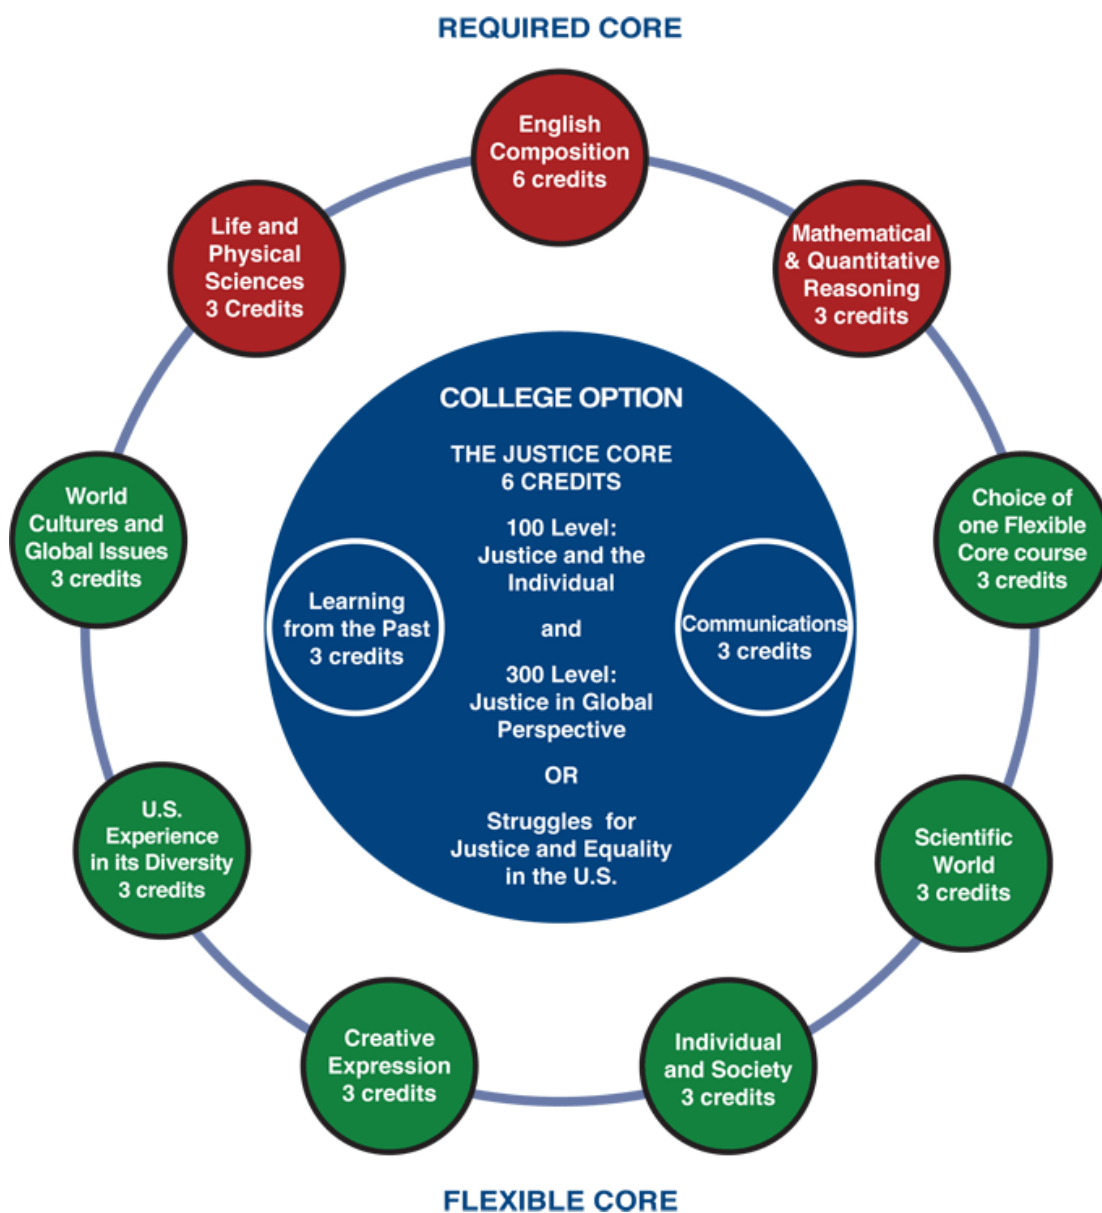 REQUIRED CORE
English
Composition
6 credits
Life and
Physical
Sciences
3 Credits
Mathematical
& Quantitative
Reasoning
3 credits
World
Cultures and
Global Issues
3 credits
Choice of
one Flexible
Core course
3 credits
COLLEGE OPTION
THE JUSTICE CORE
6 CREDITS
100 Level:
Justice and the
Individual
and
300 Level:
Justice in Global
Perspective
OR
Struggles for
Justice and Equality
in the U.S.
Learning
from the Past
3 credits
Communications
3 credits
U.S.
Experience
in its Diversity
3 credits
Scientific
World
3 credits
Creative
Expression
3 credits
Individual
and Society
3 credits
FLEXIBLE CORE